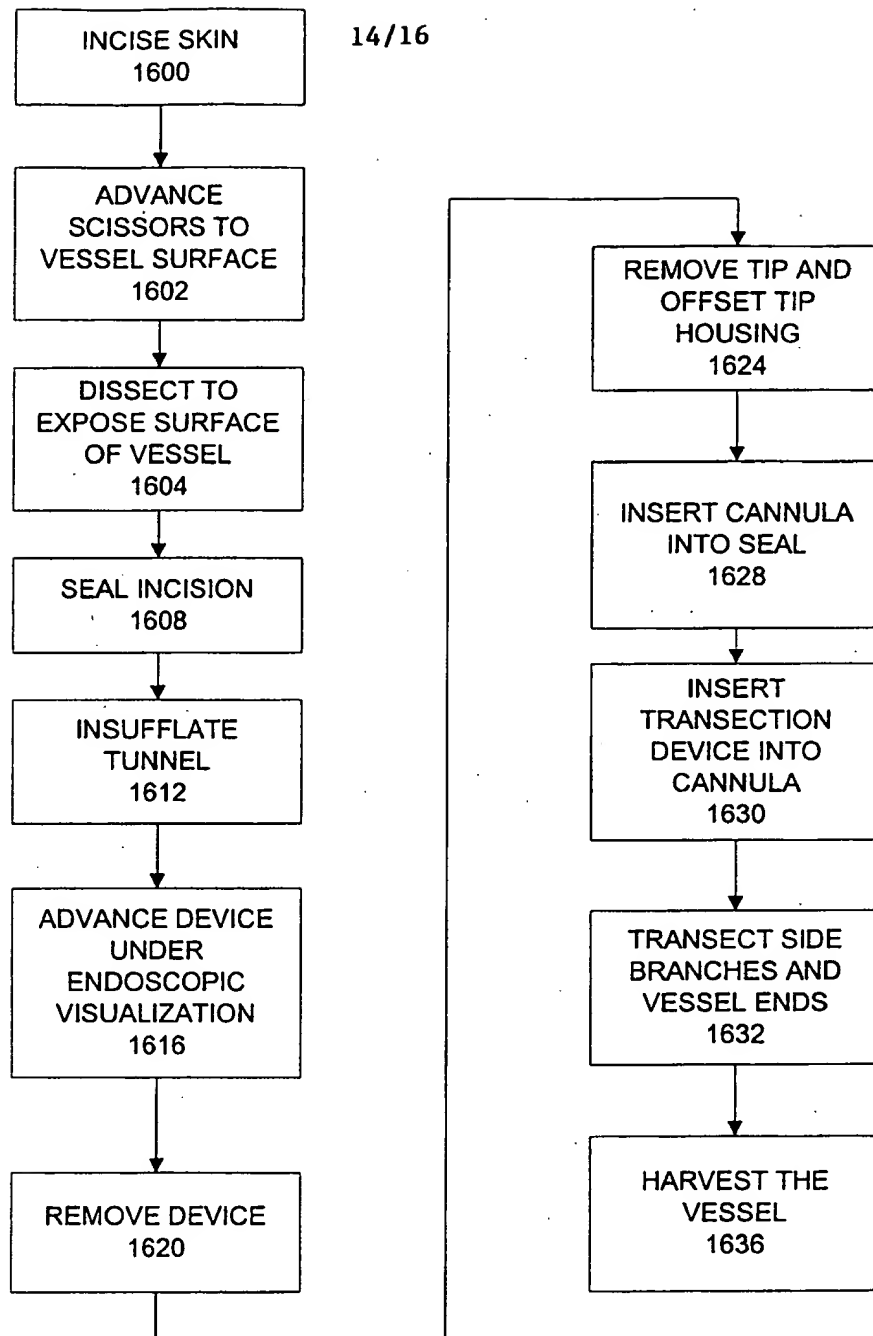 14/16
INCISE SKIN
1600
ADVANCE
SCISSORS TO
VESSEL SURFACE
1602
DISSECT TO
EXPOSE SURFACE
OF VESSEL
1604
SEAL INCISION
1608
INSUFFLATE
TUNNEL
1612
ADVANCE DEVICE
UNDER
ENDOSCOPIC
VISUALIZATION
1616
REMOVE DEVICE
1620
REMOVE TIP AND
OFFSET TIP
HOUSING
1624
INSERT CANNULA
INTO SEAL
1628
INSERT
TRANSECTION
DEVICE INTO
CANNULA
1630
TRANSECT SIDE
BRANCHES AND
VESSEL ENDS
1632
HARVEST THE
VESSEL
1636